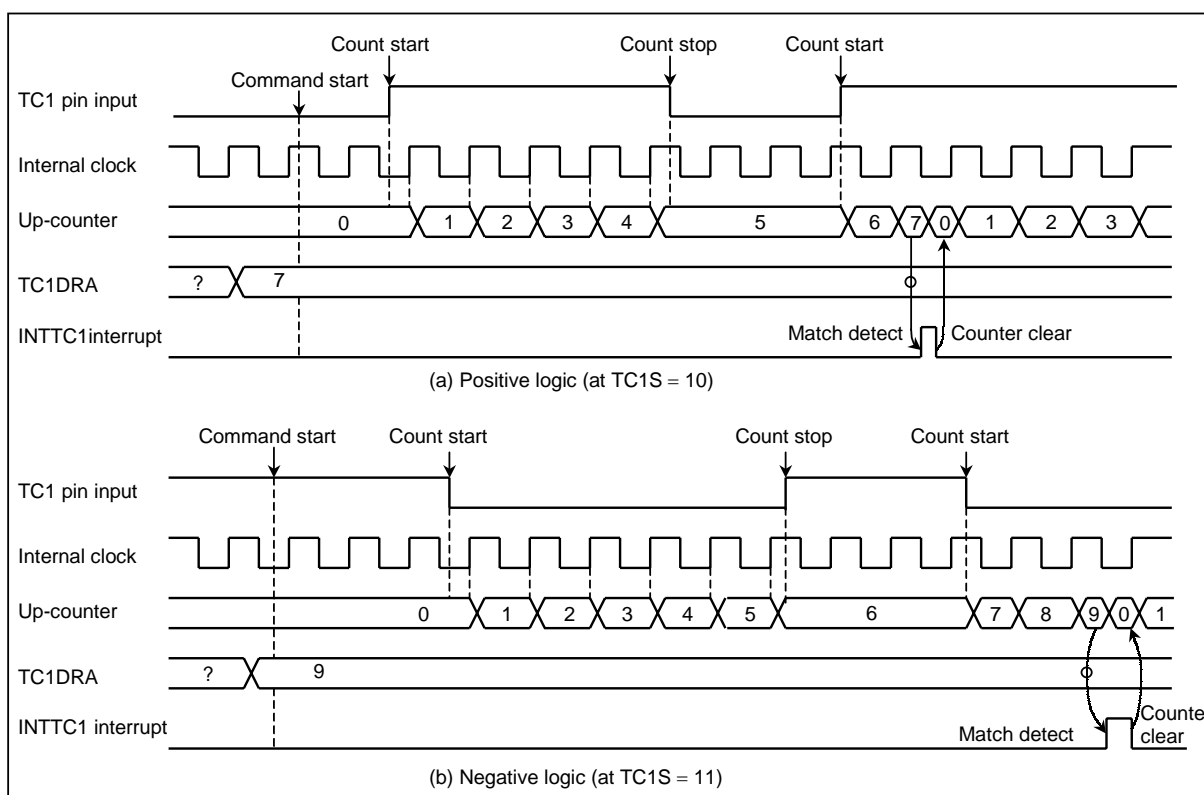 Count start Count stop Count start
Command start
TC1 pin input
Internal clock
Up-counter 0 1 2 3 4 5 6 7 0 1 2 3
TC1DRA ? 7
INTTC1interrupt Match detect Counter clear
(a) Positive logic (at TC1S = 10)
Command start Count start Count stop Count start
TC1 pin input
Internal clock
Up-counter 0 1 2 3 4 5 6 7 8 9 0 1
TC1DRA ? 9
INTTC1 interrupt Match detect Counter
clear
(b) Negative logic (at TC1S = 11)